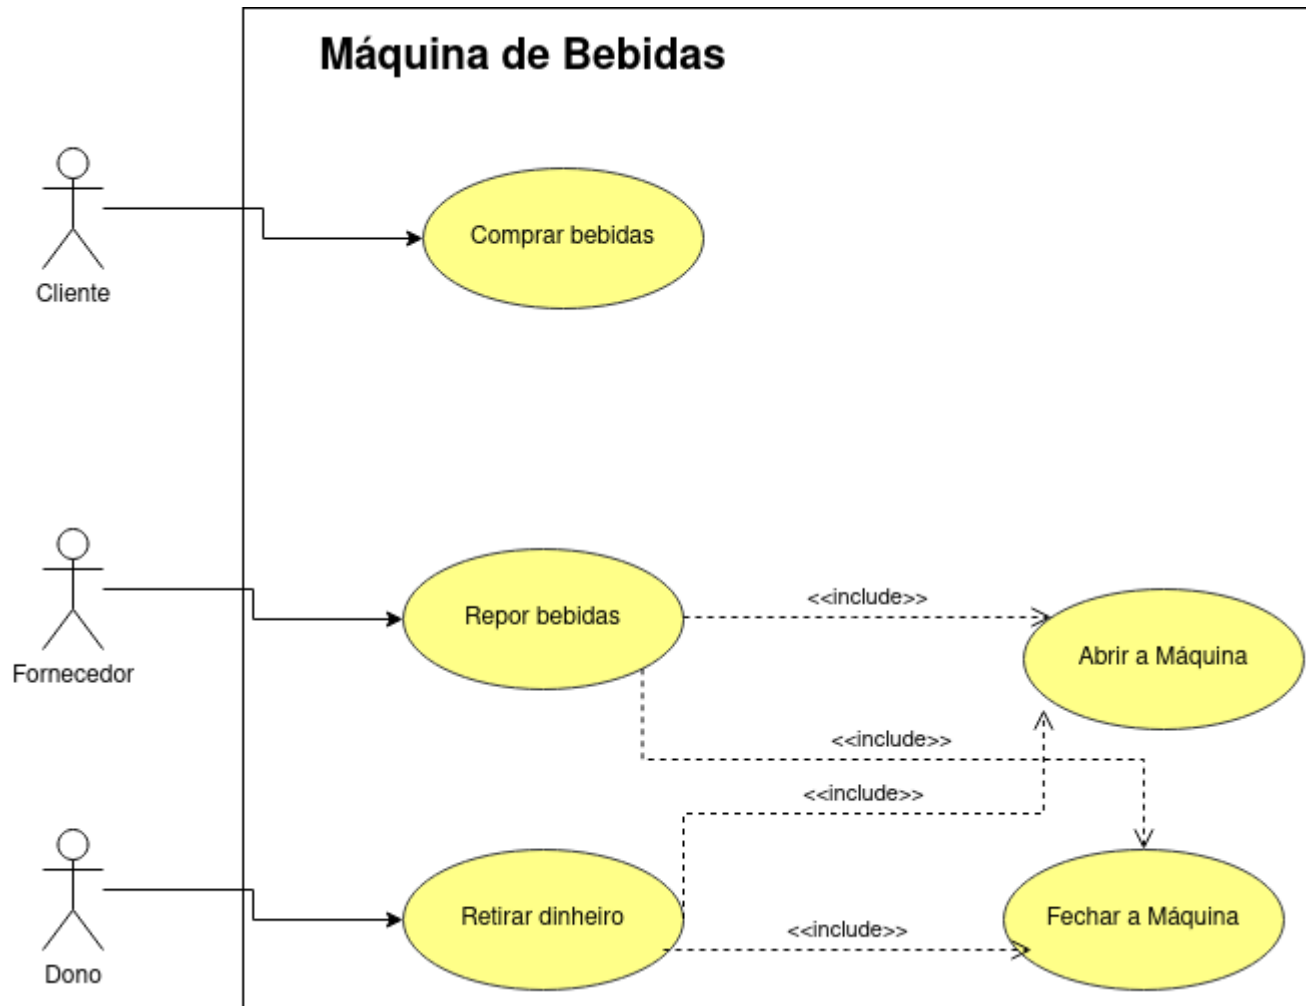 Máquina de Bebidas
Comprar bebidas
Cliente
<<include>>
Repor bebidas
Abrir a Máquina
Fornecedor
<<include>>
<<include>>
Retirar dinheiro
Fechar a Máquina
<<include>>
Dono